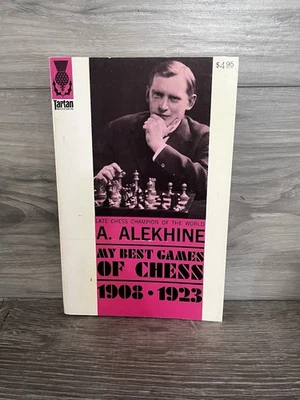 $4.95
Tartan
LATE CHESS CHAMPION OF THE WORLD
A. ALEKHINE
MY BEST GAMES
OF CHESS
1908 · 1923